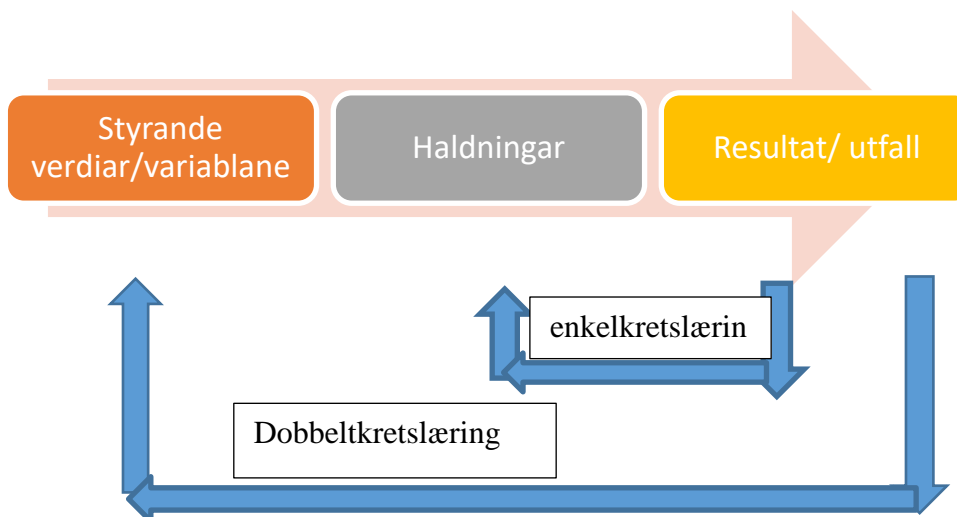 Styrande
verdiar/variablane
Haldningar
Resultat/ utfall
enkelkretslærin
Dobbeltkretslæring